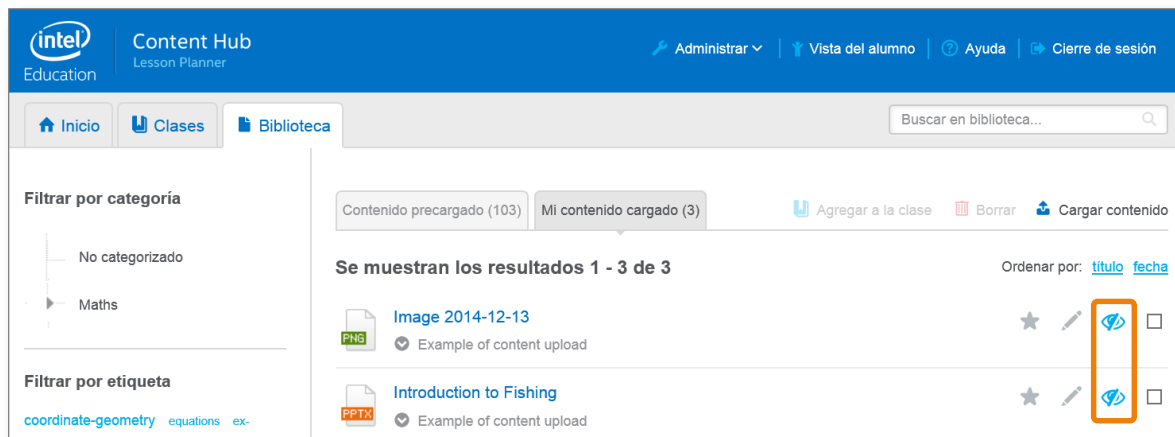 intel Education
Content Hub
Lesson Planner
Administrar
Vista del alumno
Ayuda
Cierre de sesión
Inicio
Clases
Biblioteca
Buscar en biblioteca...
Filtrar por categoría
No categorizado
Maths
Filtrar por etiqueta
coordinate-geometry equations ex-
Contenido precargado (103)
Mi contenido cargado (3)
Agregar a la clase
Borrar
Cargar contenido
Se muestran los resultados 1 - 3 de 3
Ordenar por: título fecha
PNG
Image 2014-12-13
Example of content upload
PPTX
Introduction to Fishing
Example of content upload